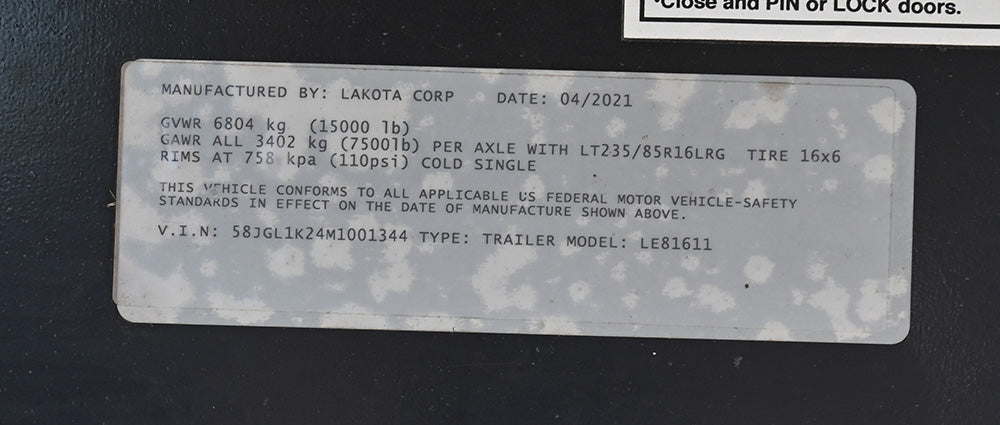 •Close and PIN or LOCK doors.
MANUFACTURED BY: LAKOTA CORP DATE: 04/2021
GVWR 6804 kg (15000 lb)
GAWR ALL 3402 kg (7500lb) PER AXLE WITH LT235/85R16LRG TIRE 16x6
RIMS AT 758 kpa (110psi) COLD SINGLE
THIS VEHICLE CONFORMS TO ALL APPLICABLE US FEDERAL MOTOR VEHICLE-SAFETY
STANDARDS IN EFFECT ON THE DATE OF MANUFACTURE SHOWN ABOVE.
V.I.N: 58JGL1K24M1001344 TYPE: TRAILER MODEL: LE81611